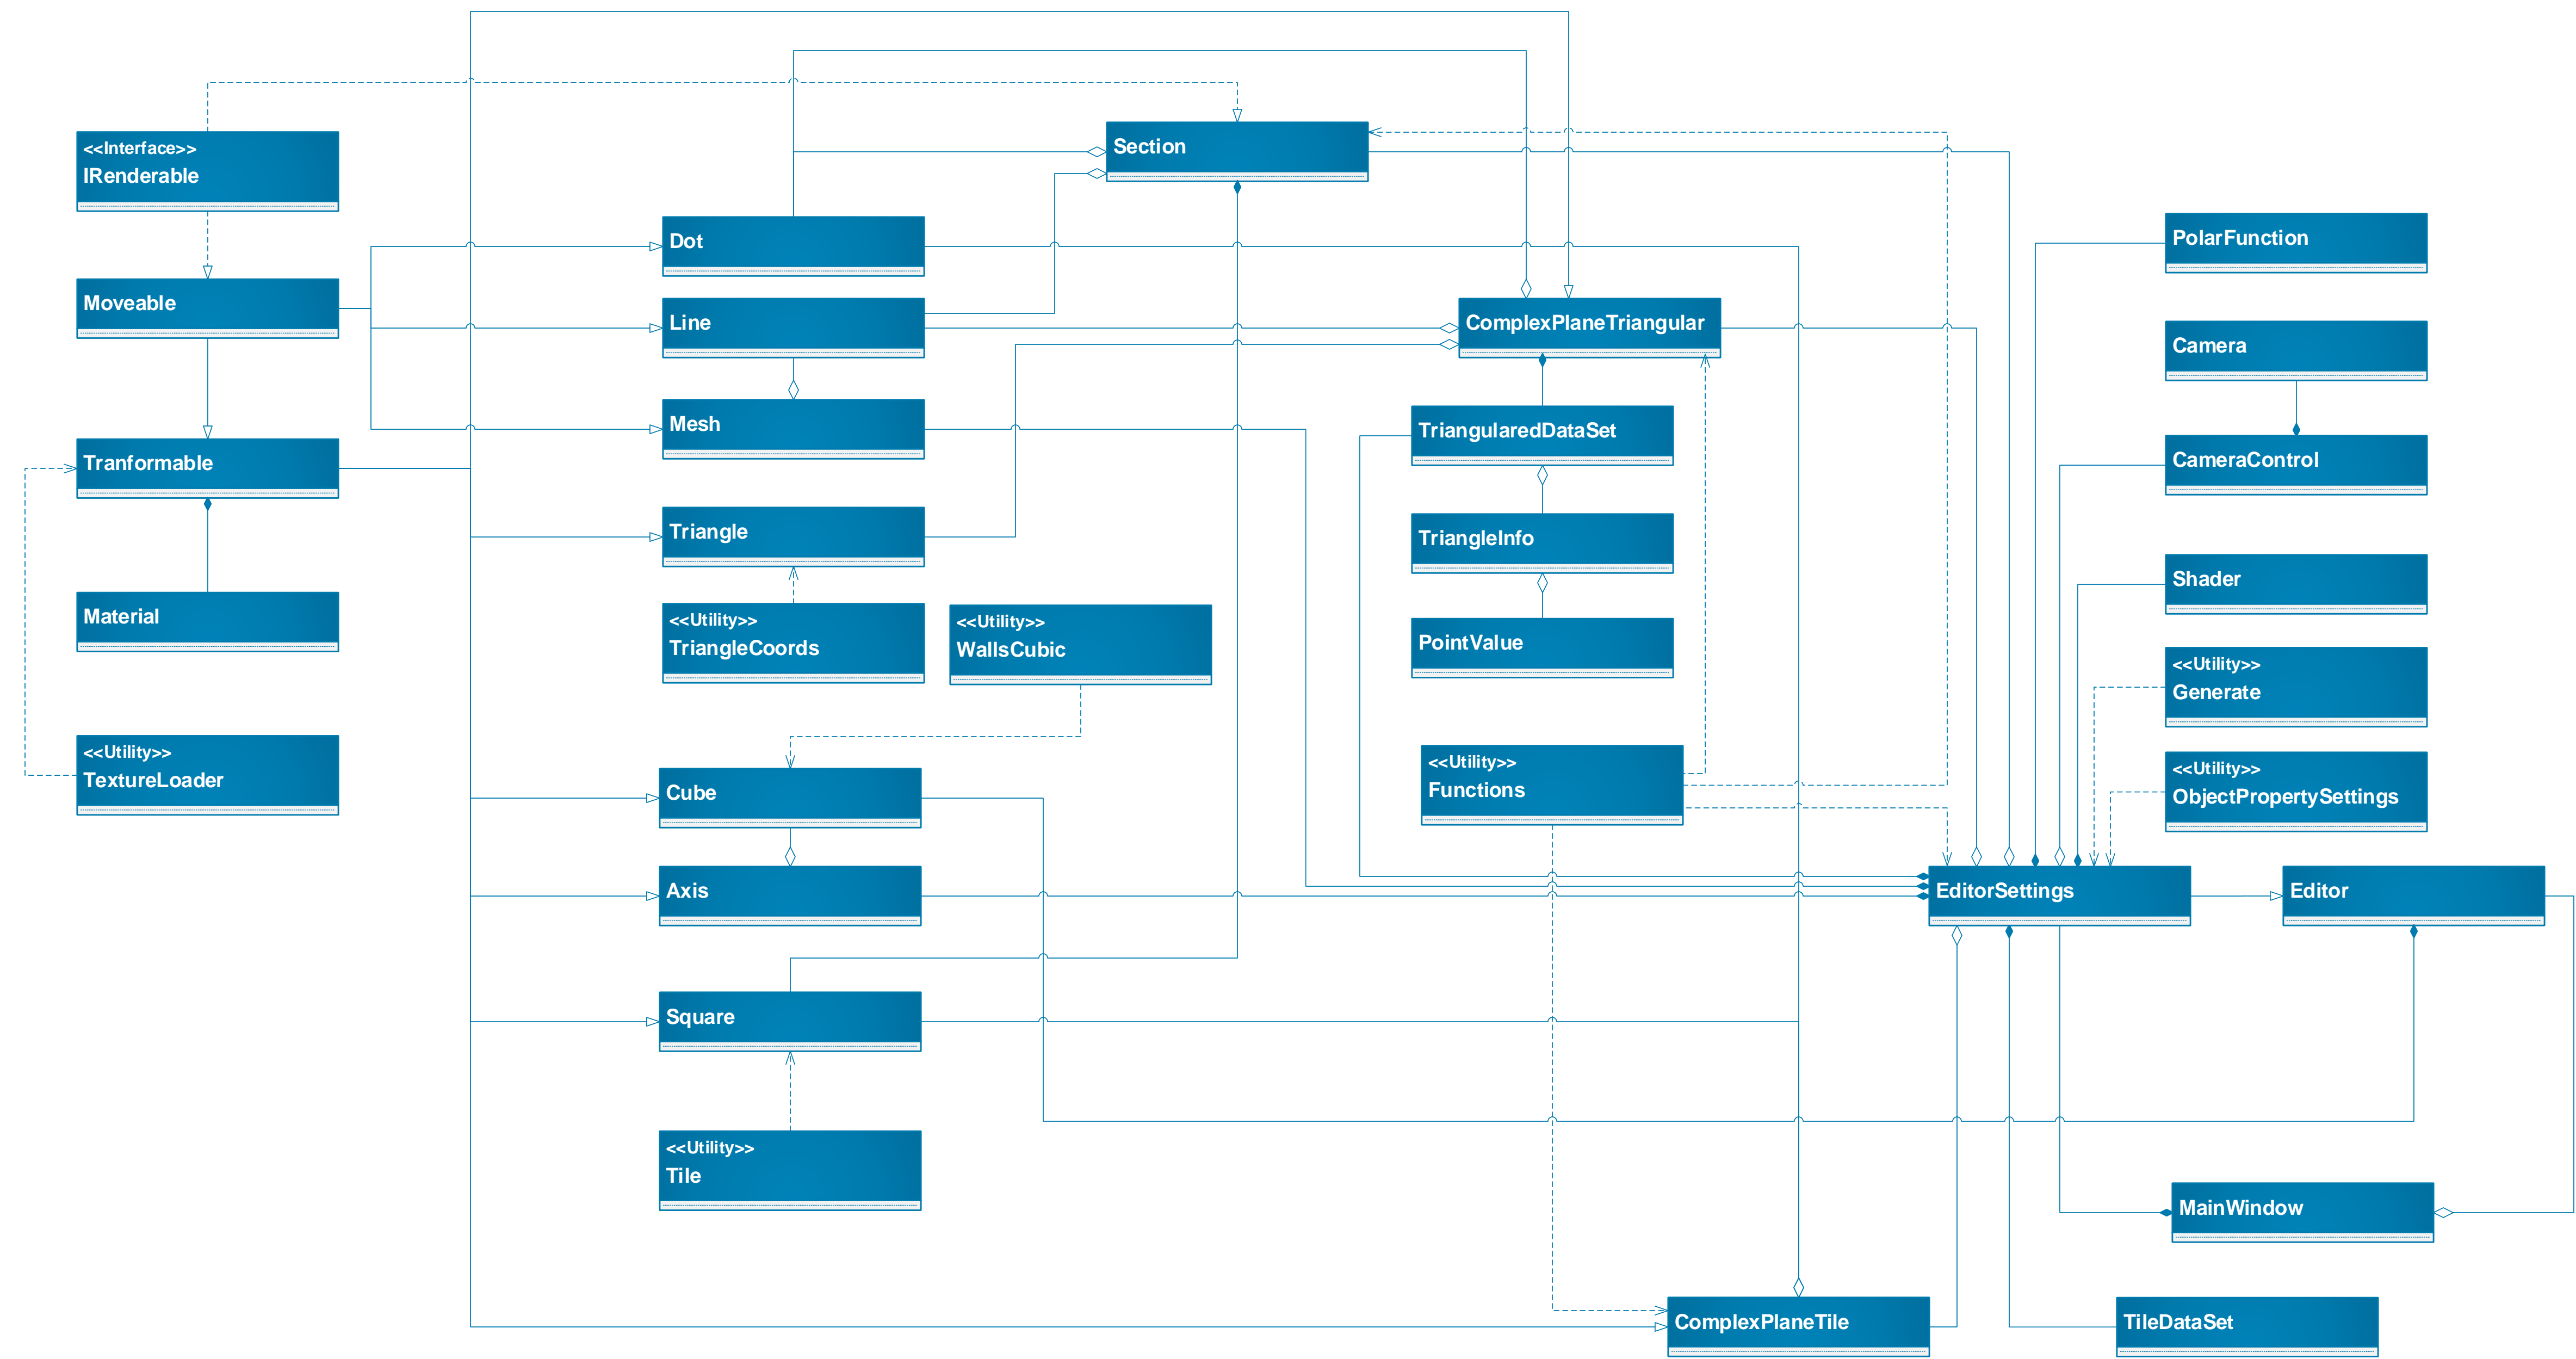 <<Interface>>
IRenderable
Moveable
Tranformable
Material
<<Utility>>
TextureLoader
Section
Dot
Line
Mesh
Triangle
<<Utility>>
TriangleCoords
<<Utility>>
WallsCubic
Cube
Axis
Square
<<Utility>>
Tile
ComplexPlaneTriangular
TriangularedDataSet
TriangleInfo
PointValue
<<Utility>>
Functions
ComplexPlaneTile
PolarFunction
Camera
CameraControl
Shader
<<Utility>>
Generate
<<Utility>>
ObjectPropertySettings
EditorSettings
Editor
MainWindow
TileDataSet